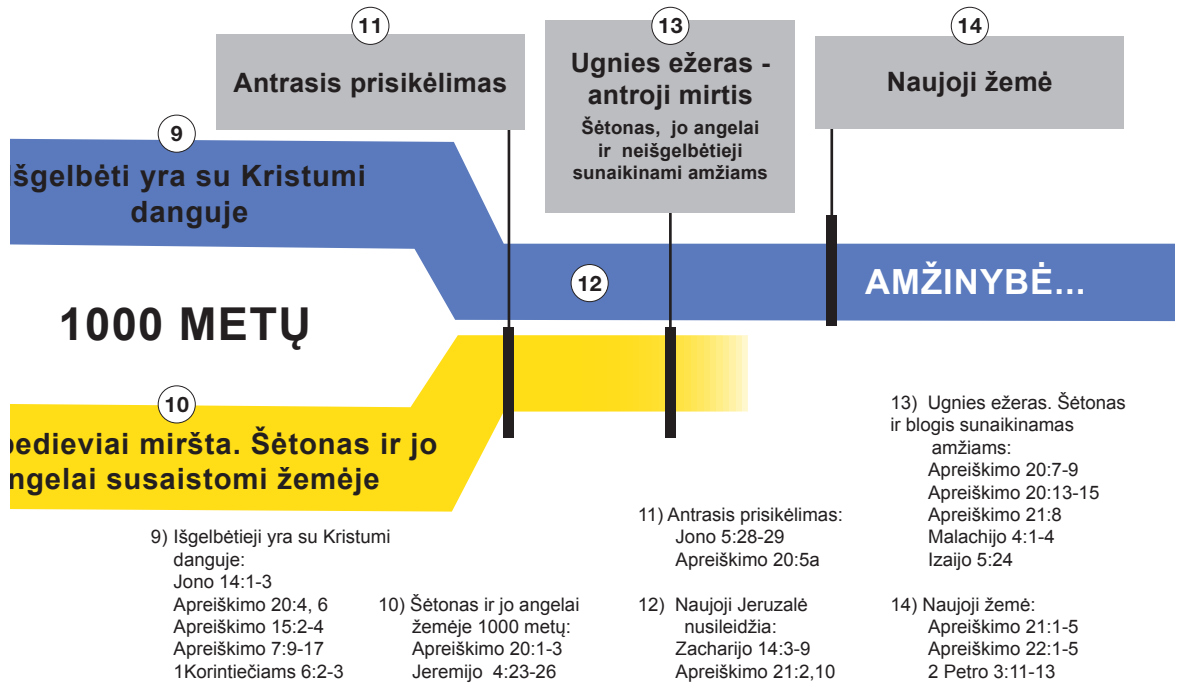 11
Antrasis prisikėlimas
13
Ugnies ežeras -
antroji mirtis
Šėtonas, jo angelai
ir neišgelbėtieji
sunaikinami amžiams
14
Naujoji žemė
9
šgelbėti yra su Kristumi
danguje
12
AMŽINYBĖ...
1000 METŲ
10
bedieviai miršta. Šėtonas ir jo
ngelai susaistomi žemėje
9) Išgelbėtieji yra su Kristumi
danguje:
Jono 14:1-3
Apreiškimo 20:4, 6
Apreiškimo 15:2-4
Apreiškimo 7:9-17
1Korintiečiams 6:2-3
10) Šėtonas ir jo angelai
žemėje 1000 metų:
Apreiškimo 20:1-3
Jeremijo 4:23-26
11) Antrasis prisikėlimas:
Jono 5:28-29
Apreiškimo 20:5a
12) Naujoji Jeruzalė
nusileidžia:
Zacharijo 14:3-9
Apreiškimo 21:2,10
13) Ugnies ežeras. Šėtonas
ir blogis sunaikinamas
amžiams:
Apreiškimo 20:7-9
Apreiškimo 20:13-15
Apreiškimo 21:8
Malachijo 4:1-4
Izaijo 5:24
14) Naujoji žemė:
Apreiškimo 21:1-5
Apreiškimo 22:1-5
2 Petro 3:11-13